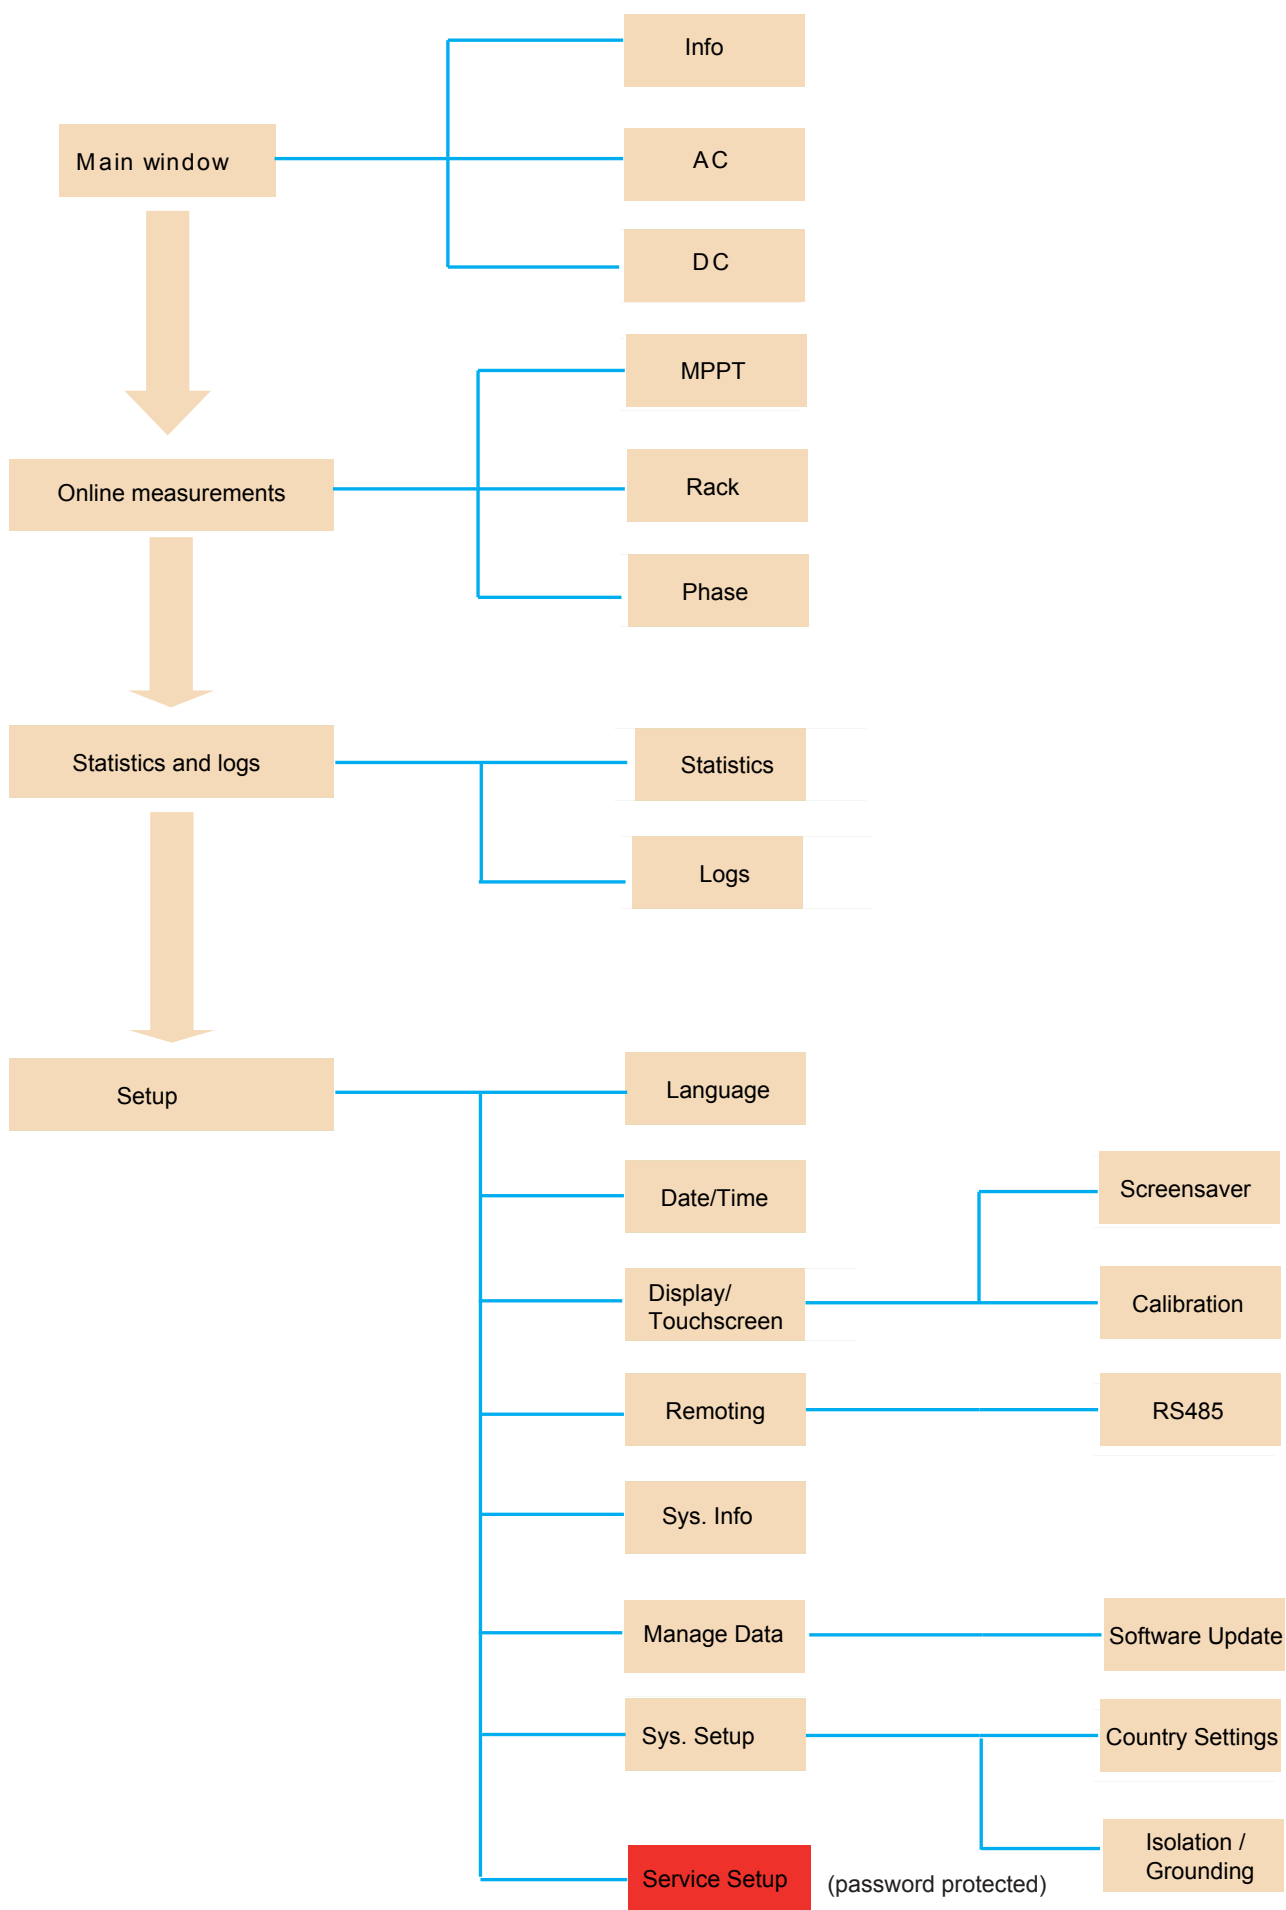 Info
Main window
AC
DC
MPPT
Online measurements
Rack
Phase
Statistics and logs
Statistics
Logs
Setup
Language
Date/Time
Screensaver
Display/
Touchscreen
Calibration
Remoting
RS485
Sys. Info
Manage Data
Software Update
Sys. Setup
Country Settings
Isolation /
Grounding
Service Setup
(password protected)